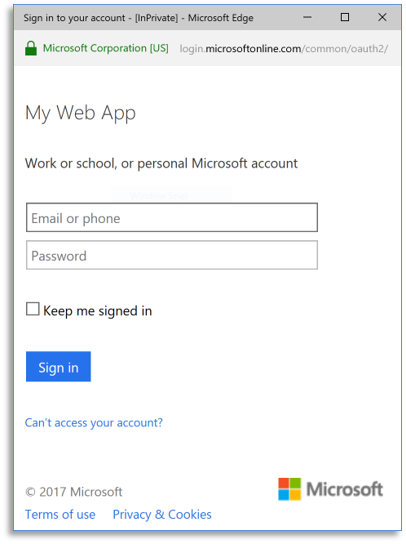 Sign in to your account - [InPrivate] - Microsoft Edge
Microsoft Corporation [US] login.microsoftonline.com/common/oauth2/
My Web App
Work or school, or personal Microsoft account
Email or phone
Password
Keep me signed in
Sign in
Can't access your account?
© 2017 Microsoft
Microsoft
Terms of use Privacy & Cookies